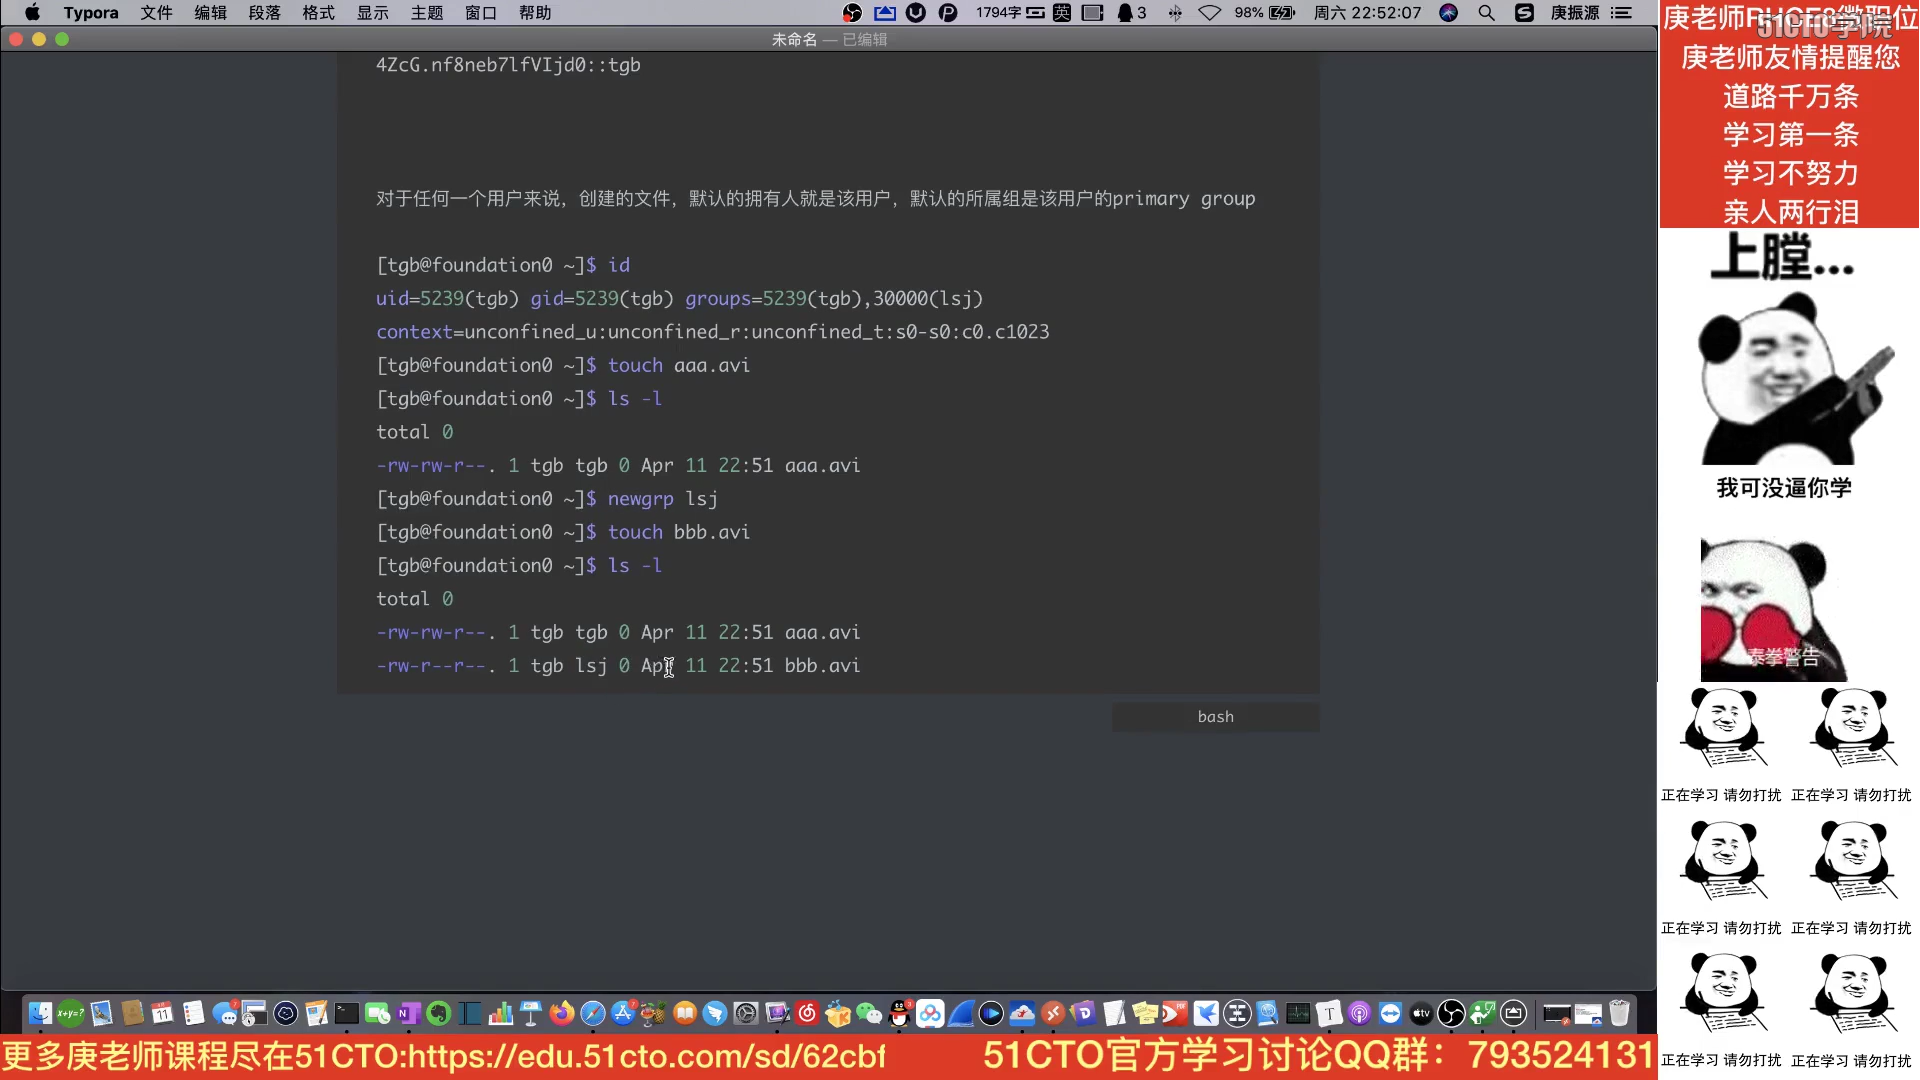 Typora 文件 编辑 段落 格式 显示 主题 窗口 帮助
1794字 英 3 98% 周六 22:52:07 庚振源
未命名 — 已编辑
4ZcG.nf8neb7lfVIjd0::tgb
对于任何一个用户来说，创建的文件，默认的拥有人就是该用户，默认的所属组是该用户的primary group
[tgb@foundation0 ~]$ id
uid=5239(tgb) gid=5239(tgb) groups=5239(tgb),30000(lsj)
context=unconfined_u:unconfined_r:unconfined_t:s0-s0:c0.c1023
[tgb@foundation0 ~]$ touch aaa.avi
[tgb@foundation0 ~]$ ls -l
total 0
-rw-rw-r--. 1 tgb tgb 0 Apr 11 22:51 aaa.avi
[tgb@foundation0 ~]$ newgrp lsj
[tgb@foundation0 ~]$ touch bbb.avi
[tgb@foundation0 ~]$ ls -l
total 0
-rw-rw-r--. 1 tgb tgb 0 Apr 11 22:51 aaa.avi
-rw-r--r--. 1 tgb lsj 0 Apr 11 22:51 bbb.avi
bash
庚老师RHCE8微职位
51CTO学院
庚老师友情提醒您
道路千万条
学习第一条
学习不努力
亲人两行泪
上膛...
我可没逼你学
泰拳警告
正在学习 请勿打扰 正在学习 请勿打扰
正在学习 请勿打扰 正在学习 请勿打扰
正在学习 请勿打扰 正在学习 请勿打扰
更多庚老师课程尽在51CTO:https://edu.51cto.com/sd/62cbf
51CTO官方学习讨论QQ群：793524131